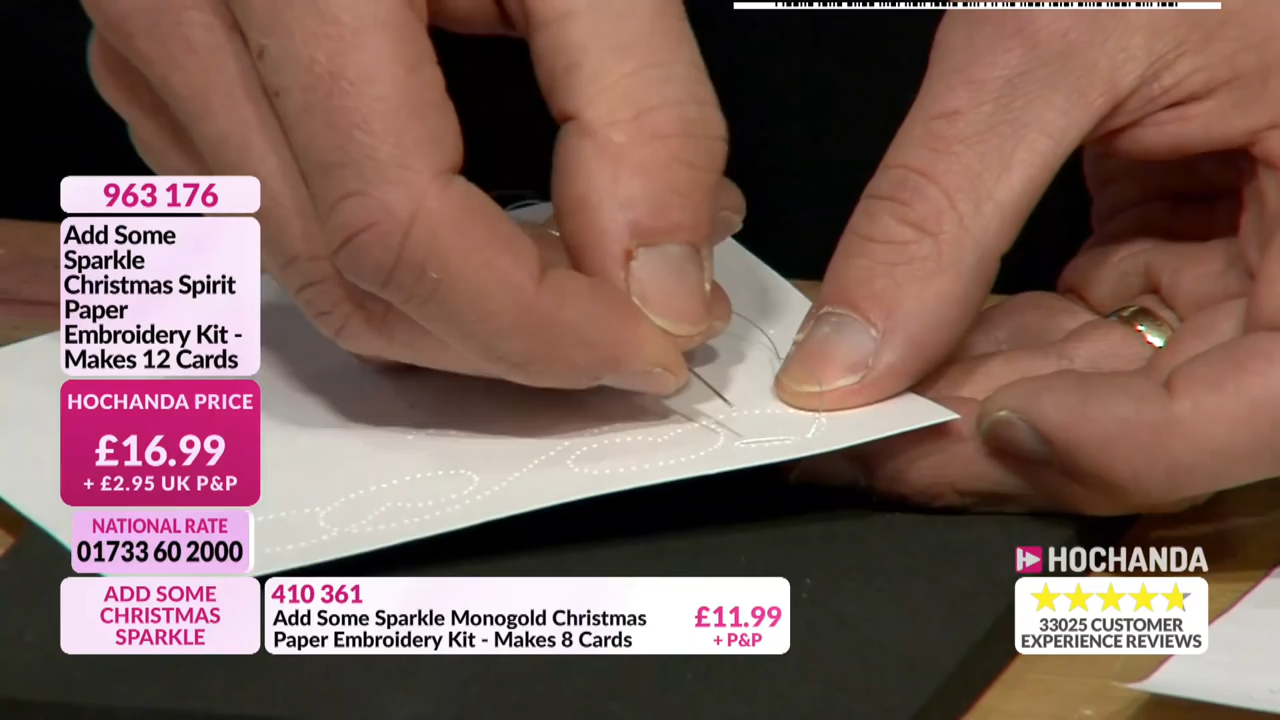 963 176
Add Some
Sparkle
Christmas Spirit
Paper
Embroidery Kit -
Makes 12 Cards
HOCHANDA PRICE
£16.99
+ £2.95 UK P&P
NATIONAL RATE
01733 60 2000
ADD SOME
CHRISTMAS
SPARKLE
410 361
Add Some Sparkle Monogold Christmas
Paper Embroidery Kit - Makes 8 Cards
£11.99
+ P&P
HOCHANDA
33025 CUSTOMER
EXPERIENCE REVIEWS